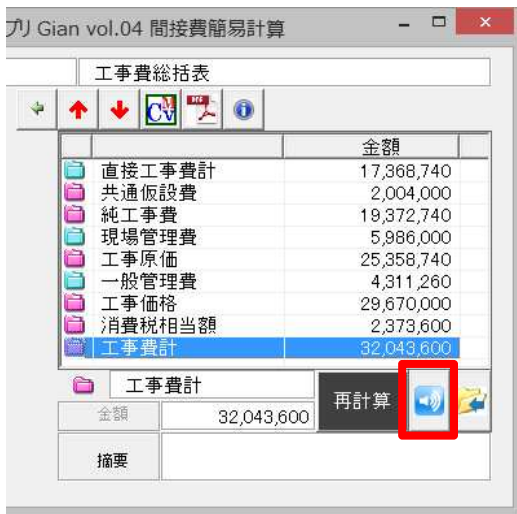 プリ Gian vol.04 間接費簡易計算
工事費総括表
金額
直接工事費計 17,368,740
共通仮設費 2,004,000
純工事費 19,372,740
現場管理費 5,986,000
工事原価 25,358,740
一般管理費 4,311,260
工事価格 29,670,000
消費税相当額 2,373,600
工事費計 32,043,600
工事費計
再計算
金額 32,043,600
摘要